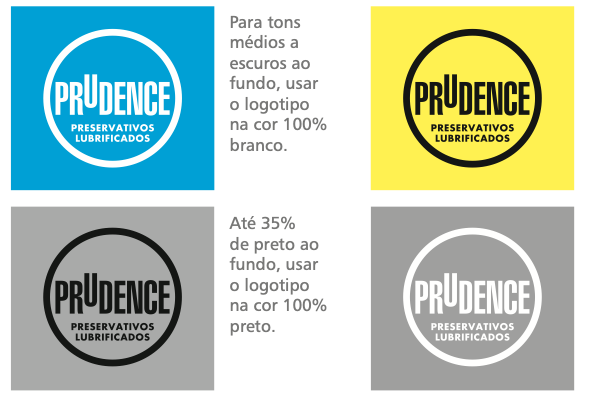 PRUDENCE
PRESERVATIVOS
LUBRIFICADOS
Para tons
médios a
escuros ao
fundo, usar
o logotipo
na cor 100%
branco.
PRUDENCE
PRESERVATIVOS
LUBRIFICADOS
PRUDENCE
PRESERVATIVOS
LUBRIFICADOS
Até 35%
de preto ao
fundo, usar
o logotipo
na cor 100%
preto.
PRUDENCE
PRESERVATIVOS
LUBRIFICADOS